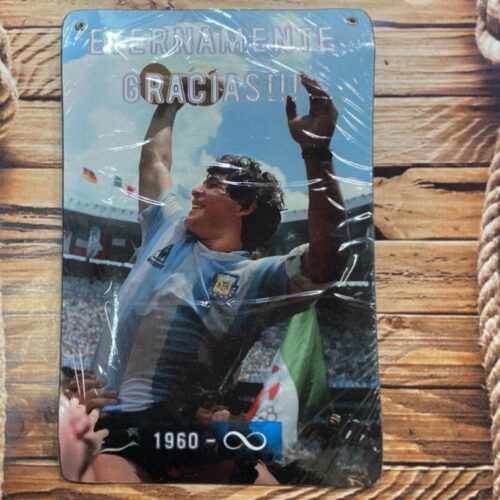 ETERNAMENTE
GRACIAS!!!
1960 - ∞